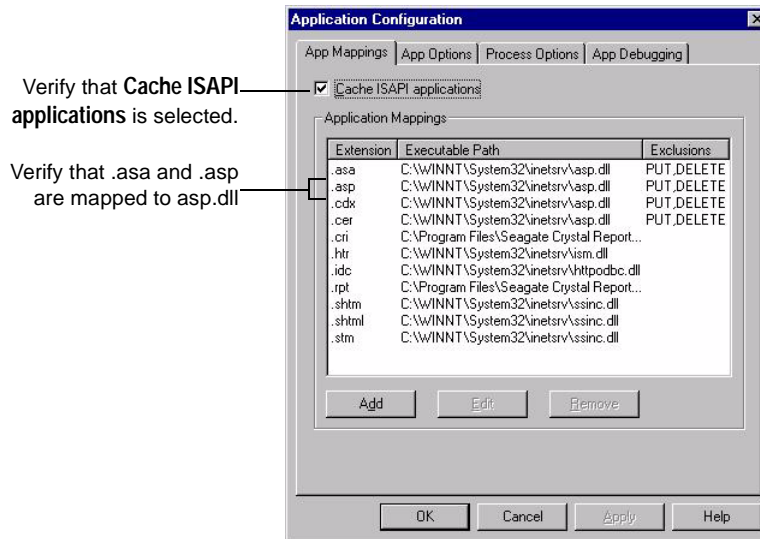 Application Configuration
App Mappings App Options Process Options App Debugging
Verify that Cache ISAPI
applications is selected.
Cache ISAPI applications
Application Mappings
Verify that .asa and .asp
are mapped to asp.dll
Extension Executable Path Exclusions
.asa C:\WINNT\System32\inetsrv\asp.dll PUT,DELETE
.asp C:\WINNT\System32\inetsrv\asp.dll PUT,DELETE
.cdx C:\WINNT\System32\inetsrv\asp.dll PUT,DELETE
.cer C:\WINNT\System32\inetsrv\asp.dll PUT,DELETE
.cri C:\Program Files\Seagate Crystal Report...
.htr C:\WINNT\System32\inetsrv\ism.dll
.idc C:\WINNT\System32\inetsrv\httpodbc.dll
.rpt C:\Program Files\Seagate Crystal Report...
.shtm C:\WINNT\System32\inetsrv\ssinc.dll
.shtml C:\WINNT\System32\inetsrv\ssinc.dll
.stm C:\WINNT\System32\inetsrv\ssinc.dll
Add Edit Remove
OK Cancel Apply Help